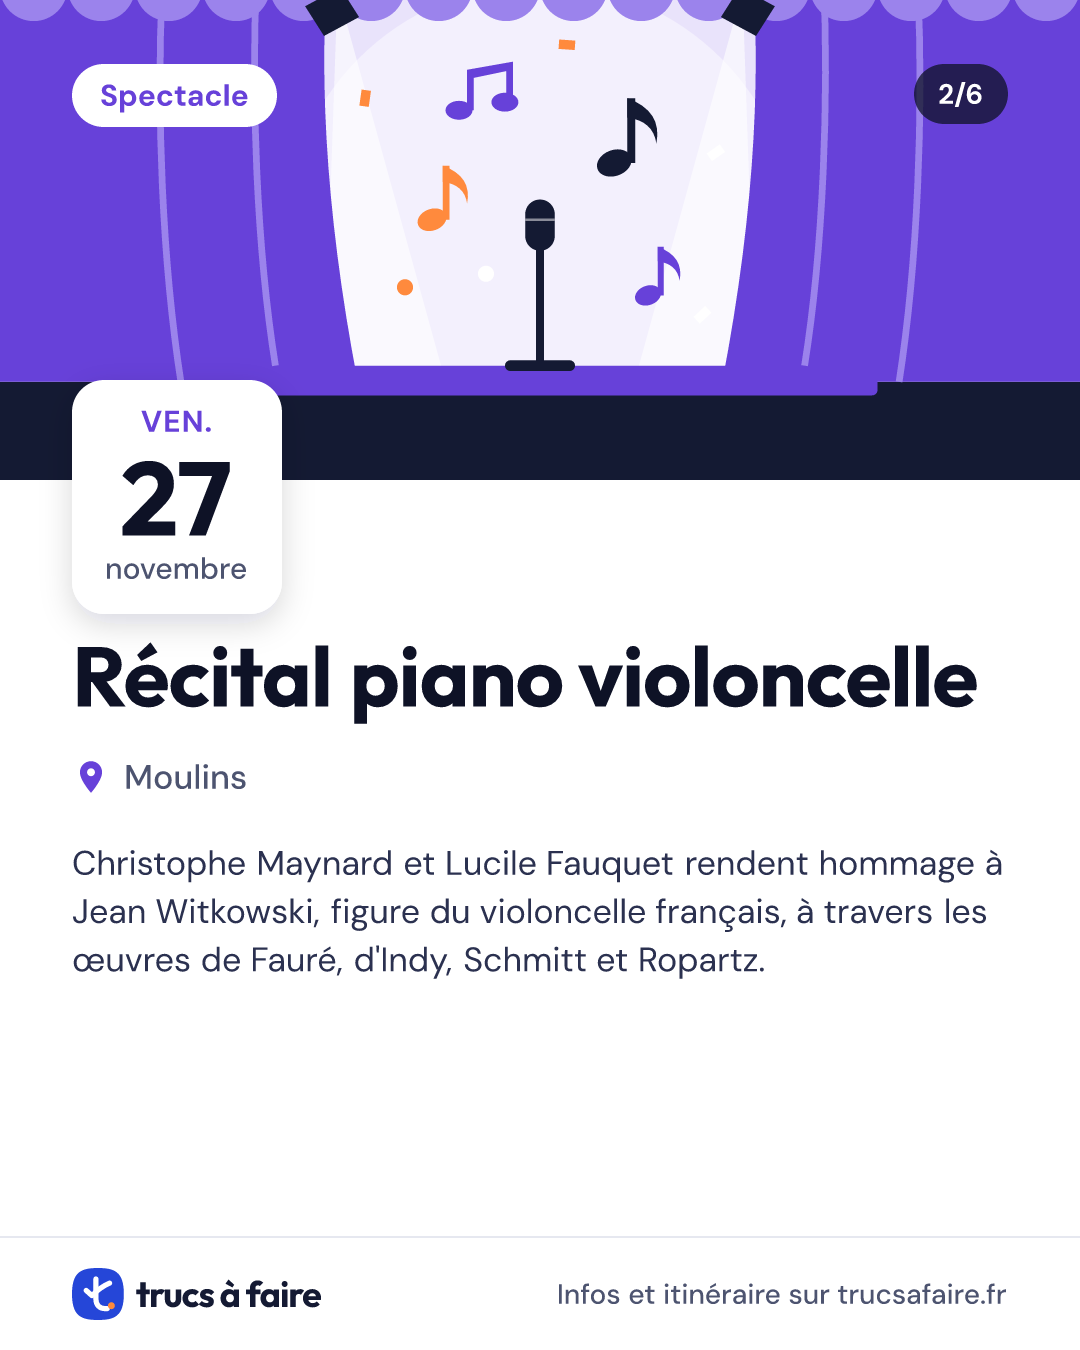 Spectacle
2/6
VEN.
27
novembre
Récital piano violoncelle
Moulins
Christophe Maynard et Lucile Fauquet rendent hommage à
Jean Witkowski, figure du violoncelle français, à travers les
œuvres de Fauré, d'Indy, Schmitt et Ropartz.
trucs à faire
Infos et itinéraire sur trucsafaire.fr